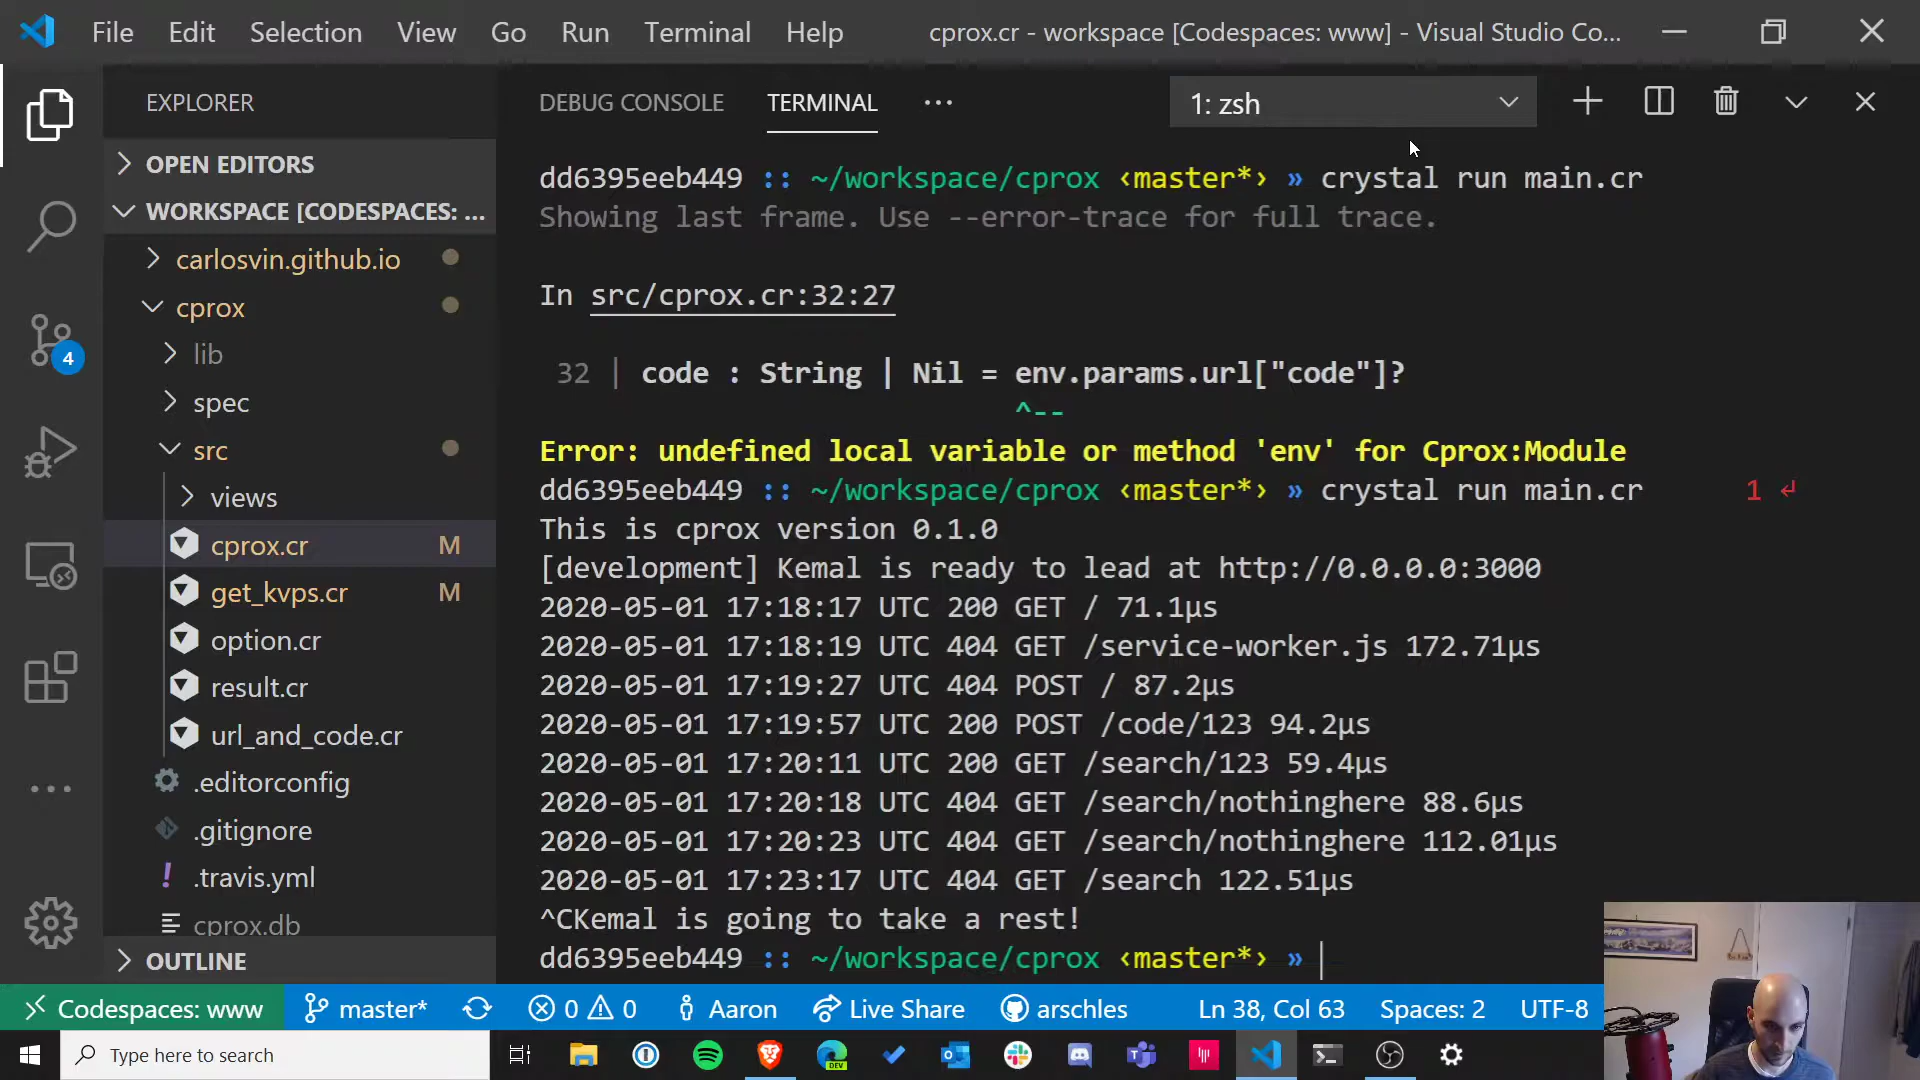 File Edit Selection View Go Run Terminal Help cprox.cr - workspace [Codespaces: www] - Visual Studio Co...
EXPLORER
DEBUG CONSOLE TERMINAL ... 1: zsh
OPEN EDITORS
WORKSPACE [CODESPACES: ...
carlosvin.github.io
cprox
lib
spec
src
views
cprox.cr M
get_kvps.cr M
option.cr
result.cr
url_and_code.cr
.editorconfig
.gitignore
.travis.yml
cprox.db
OUTLINE
4
dd6395eeb449 :: ~/workspace/cprox ‹master*› » crystal run main.cr
Showing last frame. Use --error-trace for full trace.
In src/cprox.cr:32:27
32 | code : String | Nil = env.params.url["code"]?
^--
Error: undefined local variable or method 'env' for Cprox:Module
dd6395eeb449 :: ~/workspace/cprox ‹master*› » crystal run main.cr 1 ↵
This is cprox version 0.1.0
[development] Kemal is ready to lead at http://0.0.0.0:3000
2020-05-01 17:18:17 UTC 200 GET / 71.1µs
2020-05-01 17:18:19 UTC 404 GET /service-worker.js 172.71µs
2020-05-01 17:19:27 UTC 404 POST / 87.2µs
2020-05-01 17:19:57 UTC 200 POST /code/123 94.2µs
2020-05-01 17:20:11 UTC 200 GET /search/123 59.4µs
2020-05-01 17:20:18 UTC 404 GET /search/nothinghere 88.6µs
2020-05-01 17:20:23 UTC 404 GET /search/nothinghere 112.01µs
2020-05-01 17:23:17 UTC 404 GET /search 122.51µs
^CKemal is going to take a rest!
dd6395eeb449 :: ~/workspace/cprox ‹master*› »
Codespaces: www master* 0 0 Aaron Live Share arschles Ln 38, Col 63 Spaces: 2 UTF-8
Type here to search
DEV